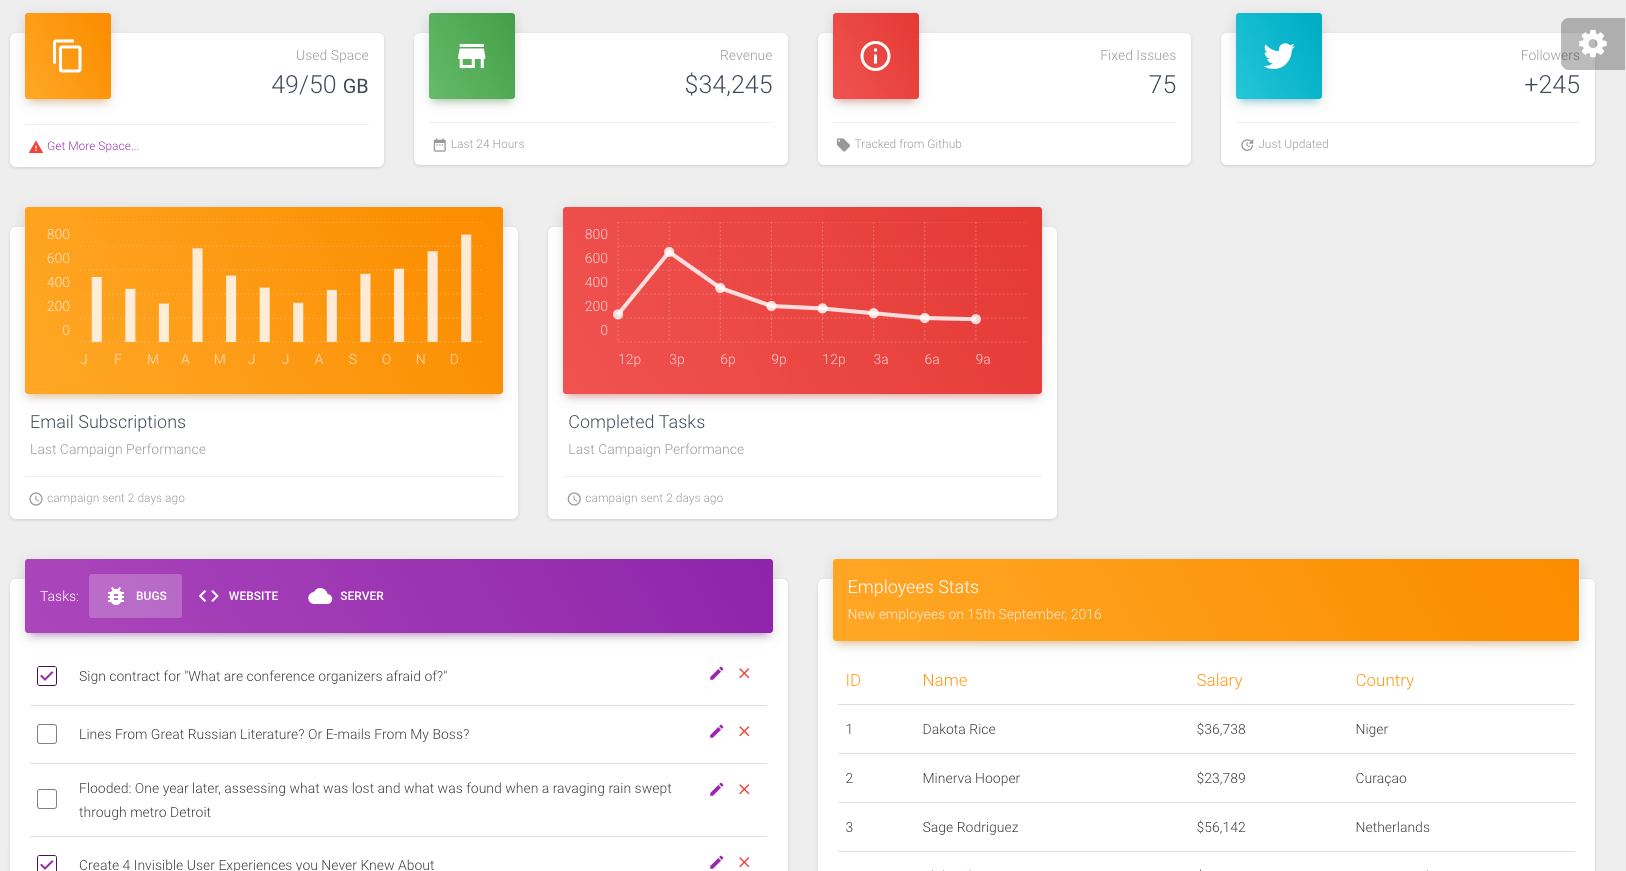 Used Space
49/50 GB
Get More Space...
Revenue
$34,245
Last 24 Hours
Fixed Issues
75
Tracked from Github
Followers
+245
Just Updated
800
600
400
200
0
J F M A M J J A S O N D
Email Subscriptions
Last Campaign Performance
campaign sent 2 days ago
800
600
400
200
0
12p 3p 6p 9p 12p 3a 6a 9a
Completed Tasks
Last Campaign Performance
campaign sent 2 days ago
Tasks: BUGS WEBSITE SERVER
Sign contract for "What are conference organizers afraid of?"
Lines From Great Russian Literature? Or E-mails From My Boss?
Flooded: One year later, assessing what was lost and what was found when a ravaging rain swept
through metro Detroit
Create 4 Invisible User Experiences you Never Knew About
Employees Stats
New employees on 15th September, 2016
ID Name Salary Country
1 Dakota Rice $36,738 Niger
2 Minerva Hooper $23,789 Curaçao
3 Sage Rodriguez $56,142 Netherlands